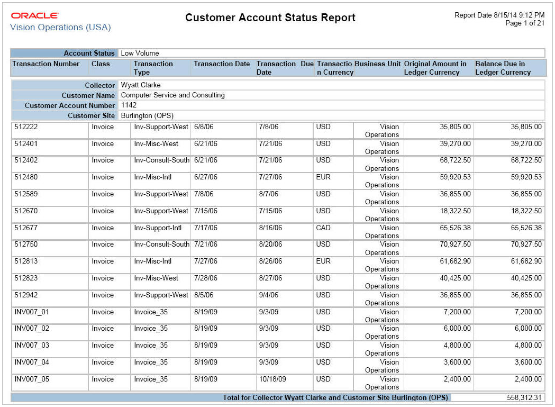 ORACLE
Vision Operations (USA)
Customer Account Status Report
Report Date 8/15/14 9:12 PM
Page 1 of 21
Account Status Low Volume
Transaction Number Class Transaction Type Transaction Date Transaction Due Date Transaction Currency Business Unit Original Amount in Ledger Currency Balance Due in Ledger Currency
Collector Wyatt Clarke
Customer Name Computer Service and Consulting
Customer Account Number 1142
Customer Site Burlington (OPS)
512222 Invoice Inv-Support-West 6/6/06 7/6/06 USD Vision Operations 35,805.00 35,805.00
512401 Invoice Inv-Misc-West 6/21/06 7/21/06 USD Vision Operations 39,270.00 39,270.00
512402 Invoice Inv-Consult-South 6/21/06 7/21/06 USD Vision Operations 68,722.50 68,722.50
512480 Invoice Inv-Misc-Intl 6/27/06 7/27/06 EUR Vision Operations 59,920.53 59,920.53
512589 Invoice Inv-Support-West 7/8/06 8/7/06 USD Vision Operations 36,855.00 36,855.00
512670 Invoice Inv-Support-West 7/15/06 7/15/06 USD Vision Operations 18,322.50 18,322.50
512677 Invoice Inv-Support-Intl 7/17/06 8/16/06 CAD Vision Operations 65,526.38 65,526.38
512750 Invoice Inv-Consult-South 7/21/06 8/20/06 USD Vision Operations 70,927.50 70,927.50
512813 Invoice Inv-Misc-Intl 7/27/06 8/26/06 EUR Vision Operations 61,682.90 61,682.90
512823 Invoice Inv-Misc-West 7/28/06 8/27/06 USD Vision Operations 40,425.00 40,425.00
512942 Invoice Inv-Support-West 8/5/06 9/4/06 USD Vision Operations 36,855.00 36,855.00
INV007_01 Invoice Invoice_35 8/19/09 9/3/09 USD Vision Operations 7,200.00 7,200.00
INV007_02 Invoice Invoice_35 8/19/09 9/3/09 USD Vision Operations 6,000.00 6,000.00
INV007_03 Invoice Invoice_35 8/19/09 9/3/09 USD Vision Operations 4,800.00 4,800.00
INV007_04 Invoice Invoice_35 8/19/09 9/3/09 USD Vision Operations 3,600.00 3,600.00
INV007_05 Invoice Invoice_35 8/19/09 10/18/09 USD Vision Operations 2,400.00 2,400.00
Total for Collector Wyatt Clarke and Customer Site Burlington (OPS) 558,312.31